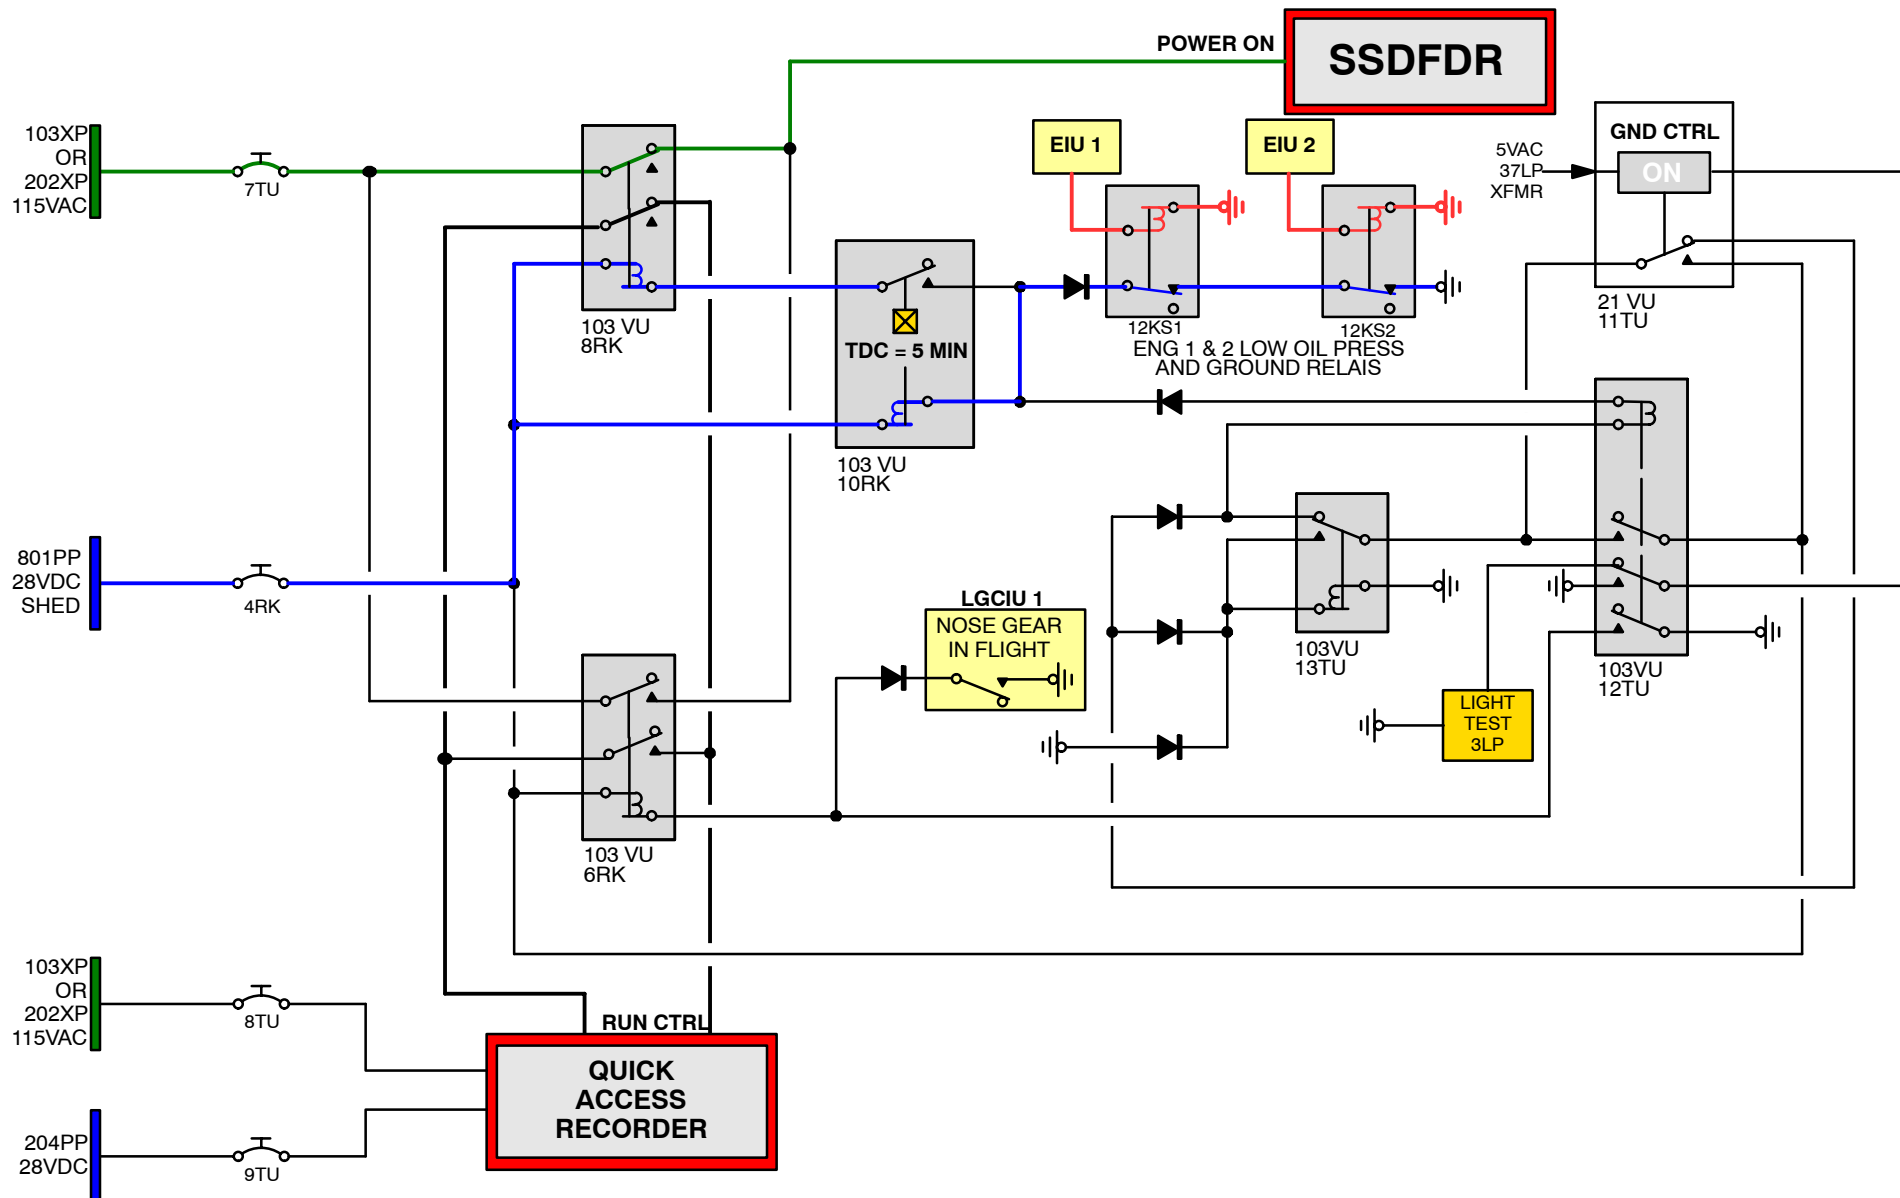 POWER ON
SSDFDR
103XP
OR
202XP
115VAC
7TU
103 VU
8RK
EIU 1
EIU 2
12KS1
12KS2
ENG 1 & 2 LOW OIL PRESS
AND GROUND RELAIS
5VAC
37LP
XFMR
GND CTRL
ON
21 VU
11TU
TDC = 5 MIN
103 VU
10RK
801PP
28VDC
SHED
4RK
LGCIU 1
NOSE GEAR
IN FLIGHT
103VU
13TU
103VU
12TU
LIGHT
TEST
3LP
103 VU
6RK
103XP
OR
202XP
115VAC
8TU
RUN CTRL
QUICK
ACCESS
RECORDER
204PP
28VDC
9TU